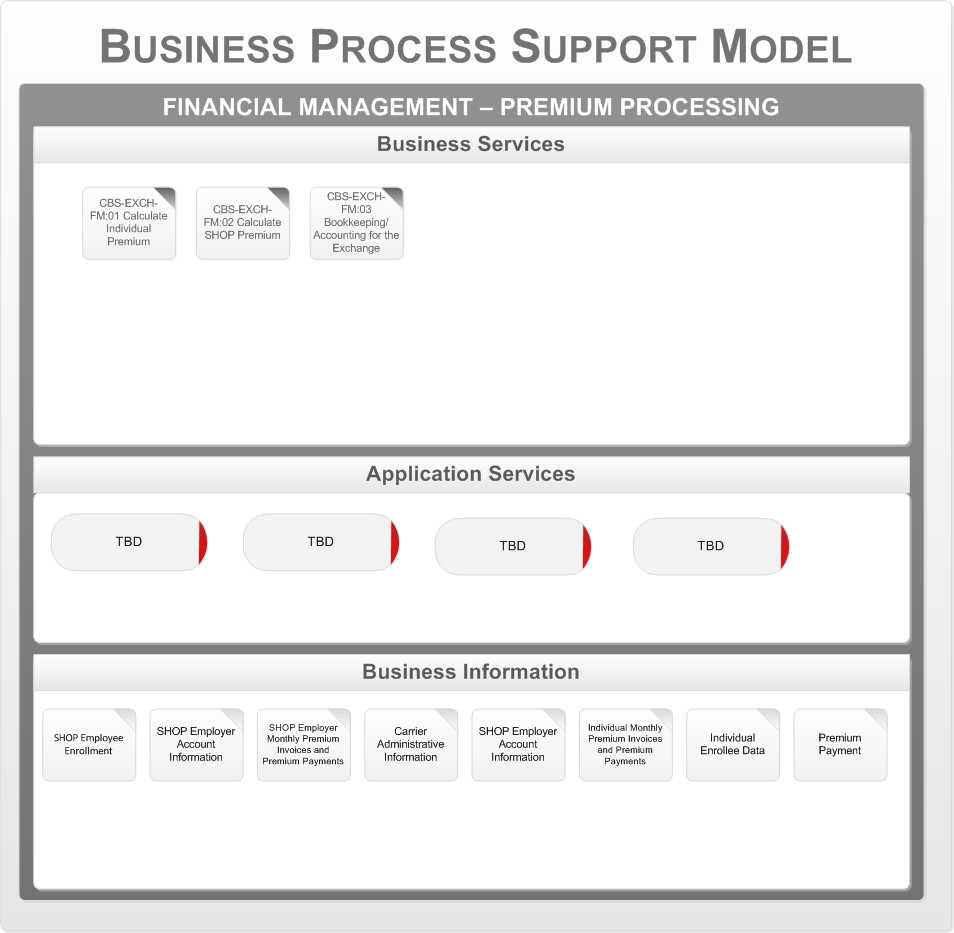 BUSINESS PROCESS SUPPORT MODEL
FINANCIAL MANAGEMENT – PREMIUM PROCESSING
Business Services
CBS-EXCH-
FM:01 Calculate
Individual
Premium
CBS-EXCH-
FM:02 Calculate
SHOP Premium
CBS-EXCH-
FM:03
Bookkeeping/
Accounting for the
Exchange
Application Services
TBD
TBD
TBD
TBD
Business Information
SHOP Employee
Enrollment
SHOP Employer
Account
Information
SHOP Employer
Monthly Premium
Invoices and
Premium Payments
Carrier
Administrative
Information
SHOP Employer
Account
Information
Individual Monthly
Premium Invoices
and Premium
Payments
Individual
Enrollee Data
Premium
Payment